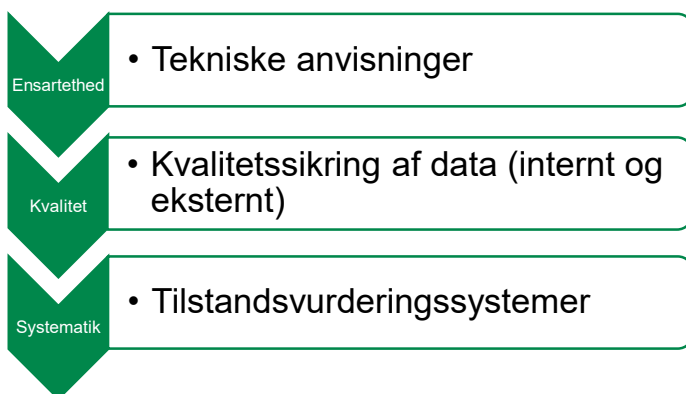 Ensartethed
• Tekniske anvisninger
Kvalitet
• Kvalitetssikring af data (internt og
eksternt)
Systematik
• Tilstandsvurderingssystemer